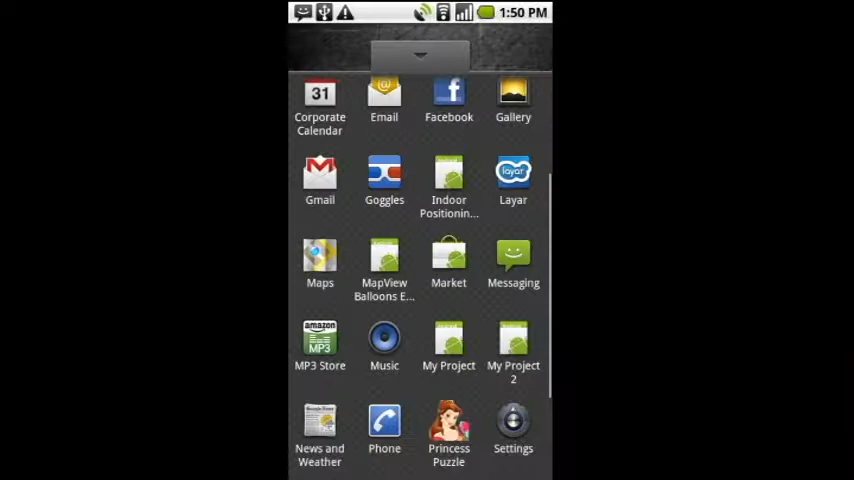 1:50 PM
31
@
f
Corporate
Calendar
Email
Facebook
Gallery
layar
Gmail
Goggles
Indoor
Positionin...
Layar
Maps
MapView
Balloons E...
Market
Messaging
amazon
MP3
MP3 Store
Music
My Project
My Project
2
News and
Weather
Phone
Princess
Puzzle
Settings